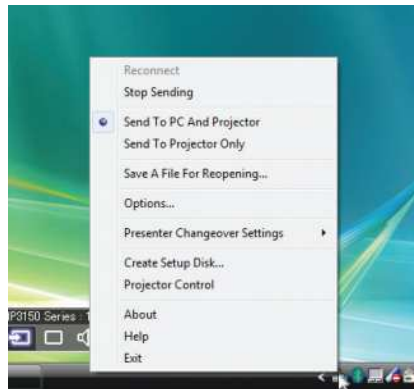 Reconnect
Stop Sending
Send To PC And Projector
Send To Projector Only
Save A File For Reopening...
Options...
Presenter Changeover Settings
Create Setup Disk...
Projector Control
About
Help
Exit
Series : 1